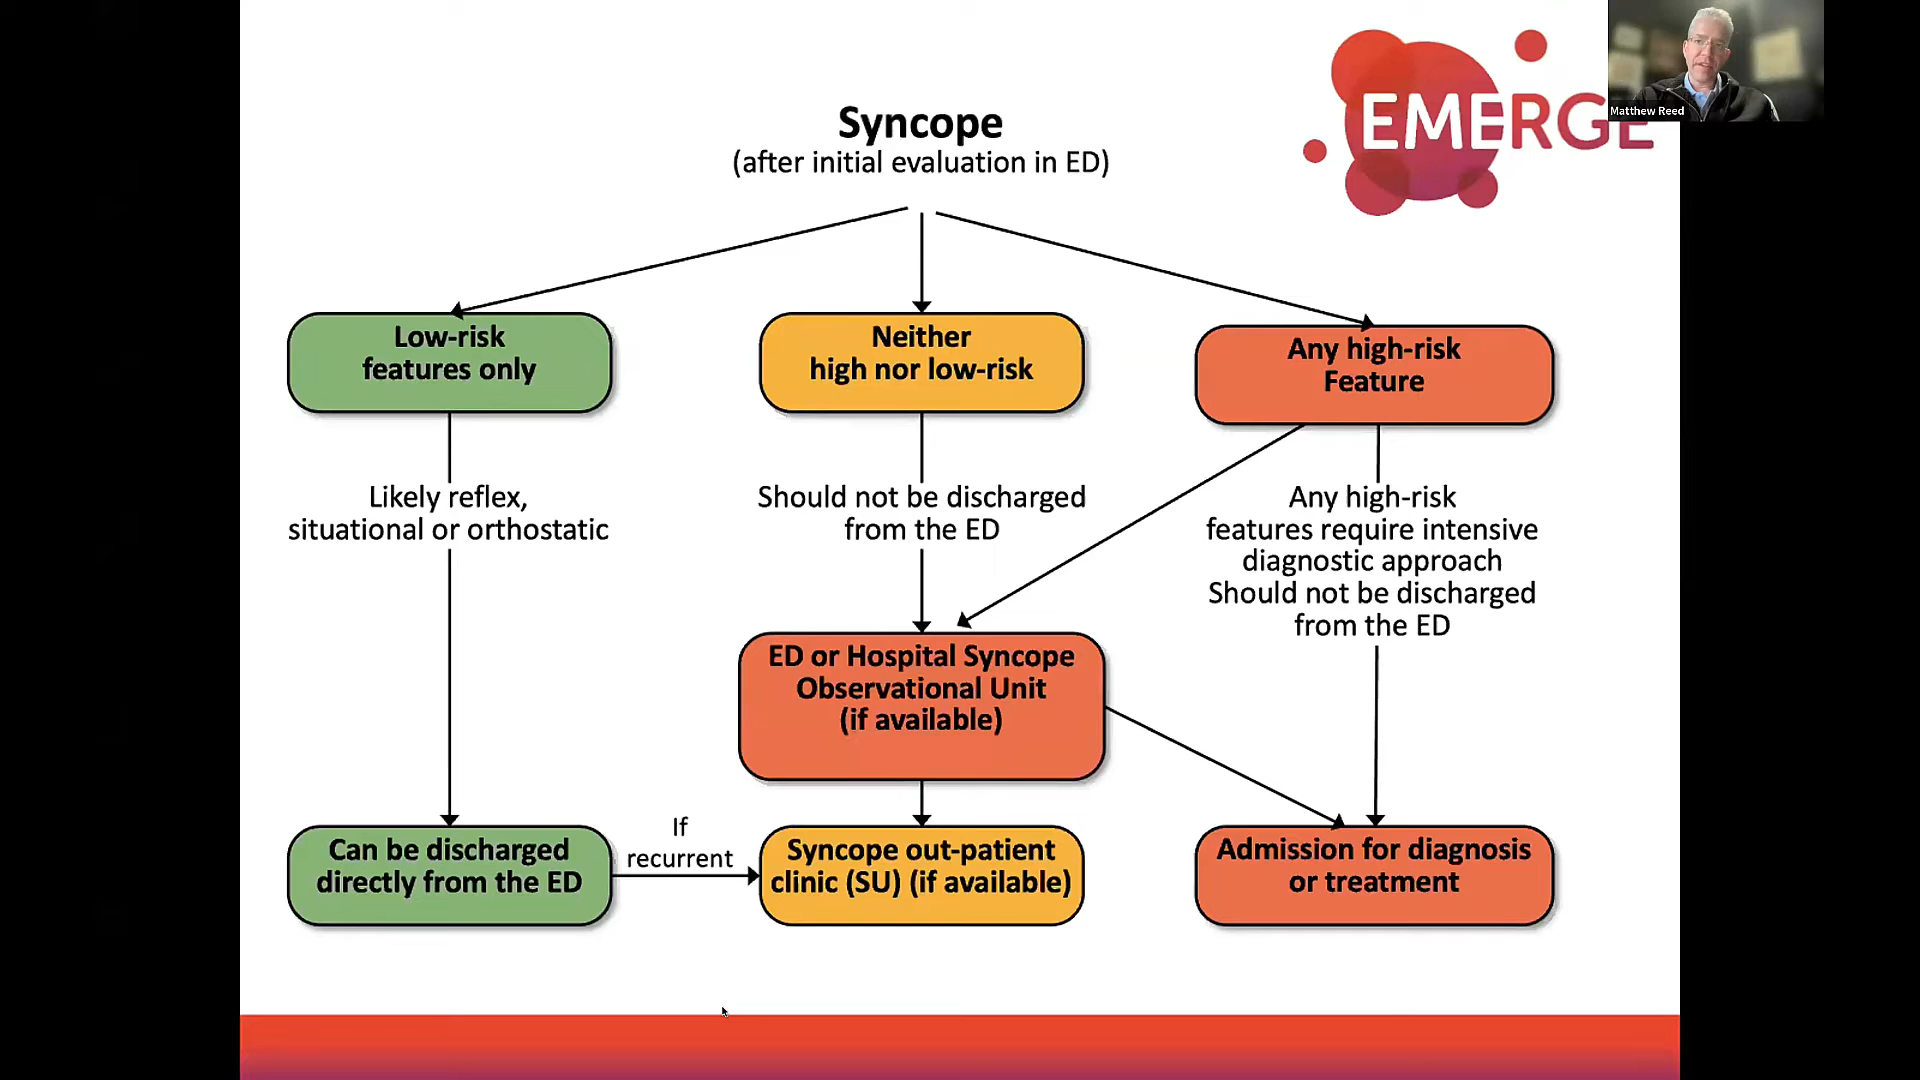 Matthew Reed
EMERGE
Syncope
(after initial evaluation in ED)
Low-risk
features only
Neither
high nor low-risk
Any high-risk
Feature
Likely reflex,
situational or orthostatic
Should not be discharged
from the ED
Any high-risk
features require intensive
diagnostic approach
Should not be discharged
from the ED
ED or Hospital Syncope
Observational Unit
(if available)
Can be discharged
directly from the ED
If
recurrent
Syncope out-patient
clinic (SU) (if available)
Admission for diagnosis
or treatment